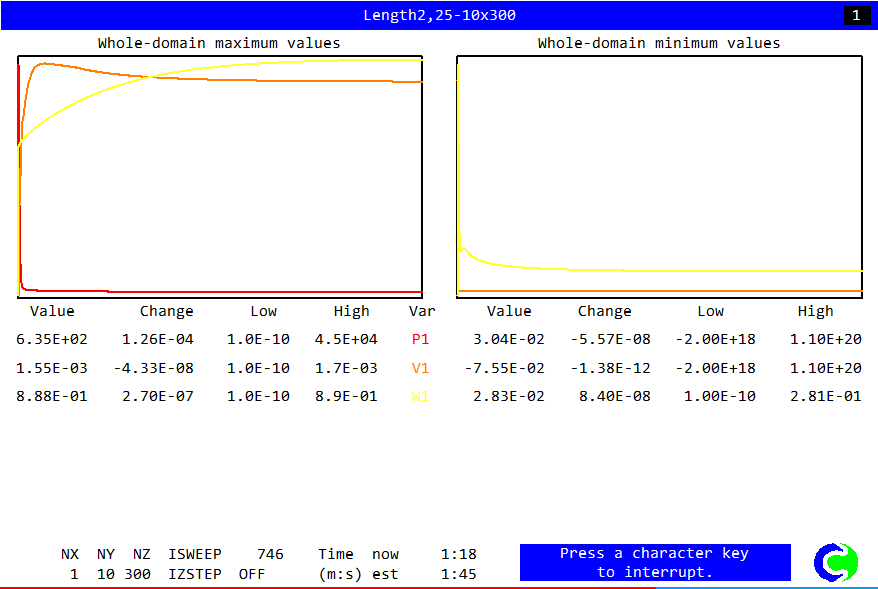 Length2,25-10x300 1
Whole-domain maximum values Whole-domain minimum values
Value Change Low High Var Value Change Low High
6.35E+02 1.26E-04 1.0E-10 4.5E+04 P1 3.04E-02 -5.57E-08 -2.00E+18 1.10E+20
1.55E-03 -4.33E-08 1.0E-10 1.7E-03 V1 -7.55E-02 -1.38E-12 -2.00E+18 1.10E+20
8.88E-01 2.70E-07 1.0E-10 8.9E-01 W1 2.83E-02 8.40E-08 1.00E-10 2.81E-01
NX NY NZ ISWEEP 746 Time now 1:18 Press a character key
1 10 300 IZSTEP OFF (m:s) est 1:45 to interrupt.